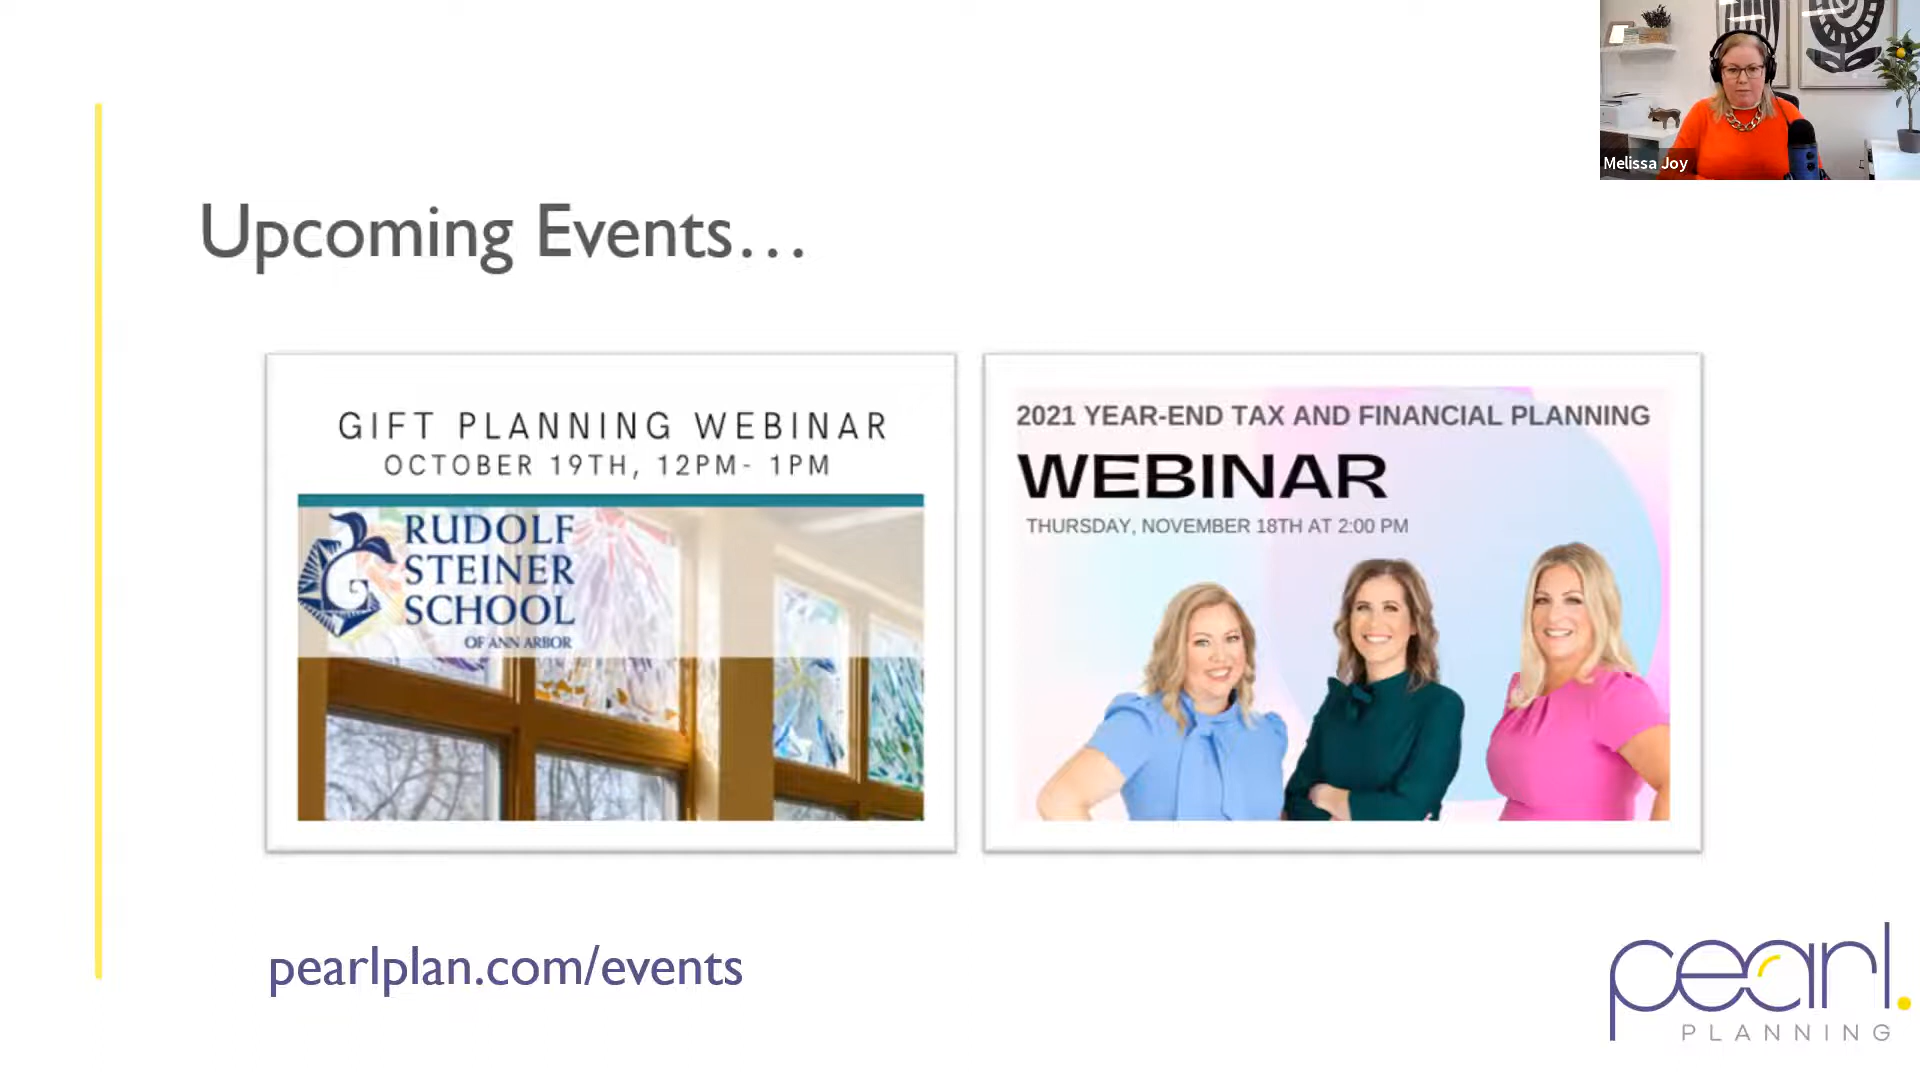 Melissa Joy
Upcoming Events...
GIFT PLANNING WEBINAR
OCTOBER 19TH, 12PM- 1PM
RUDOLF
STEINER
SCHOOL
OF ANN ARBOR
2021 YEAR-END TAX AND FINANCIAL PLANNING
WEBINAR
THURSDAY, NOVEMBER 18TH AT 2:00 PM
pearlplan.com/events
pearl.
PLANNING